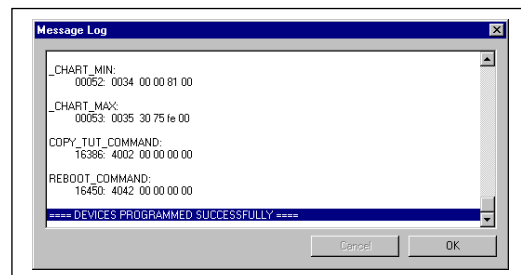 Message Log
_CHART_MIN:
00052: 0034 00 00 81 00
_CHART_MAX:
00053: 0035 30 75 fe 00
COPY_TUT_COMMAND:
16386: 4002 00 00 00 00
REBOOT_COMMAND:
16450: 4042 00 00 00 00
==== DEVICES PROGRAMMED SUCCESSFULLY ====
Cancel
OK